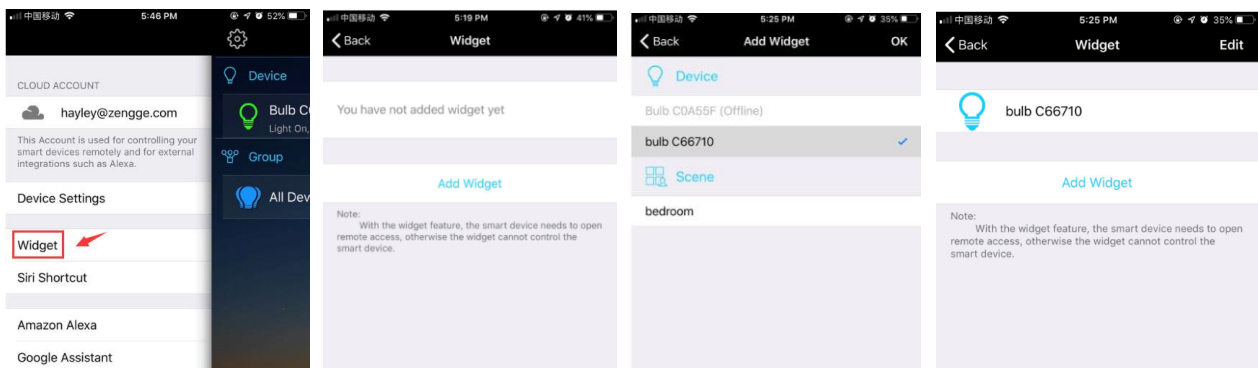 中国移动 5:46 PM 52%
CLOUD ACCOUNT
hayley@zengge.com
This Account is used for controlling your
smart devices remotely and for external
integrations such as Alexa.
Device Settings
Widget
Siri Shortcut
Amazon Alexa
Google Assistant
Device
Bulb C
Light On,
Group
All Dev
中国移动 5:19 PM 41%
Back Widget
You have not added widget yet
Add Widget
Note:
With the widget feature, the smart device needs to open
remote access, otherwise the widget cannot control the
smart device.
中国移动 5:25 PM 35%
Back Add Widget OK
Device
Bulb C0A55F (Offline)
bulb C66710
Scene
bedroom
中国移动 5:25 PM 35%
Back Widget Edit
bulb C66710
Add Widget
Note:
With the widget feature, the smart device needs to open
remote access, otherwise the widget cannot control the
smart device.